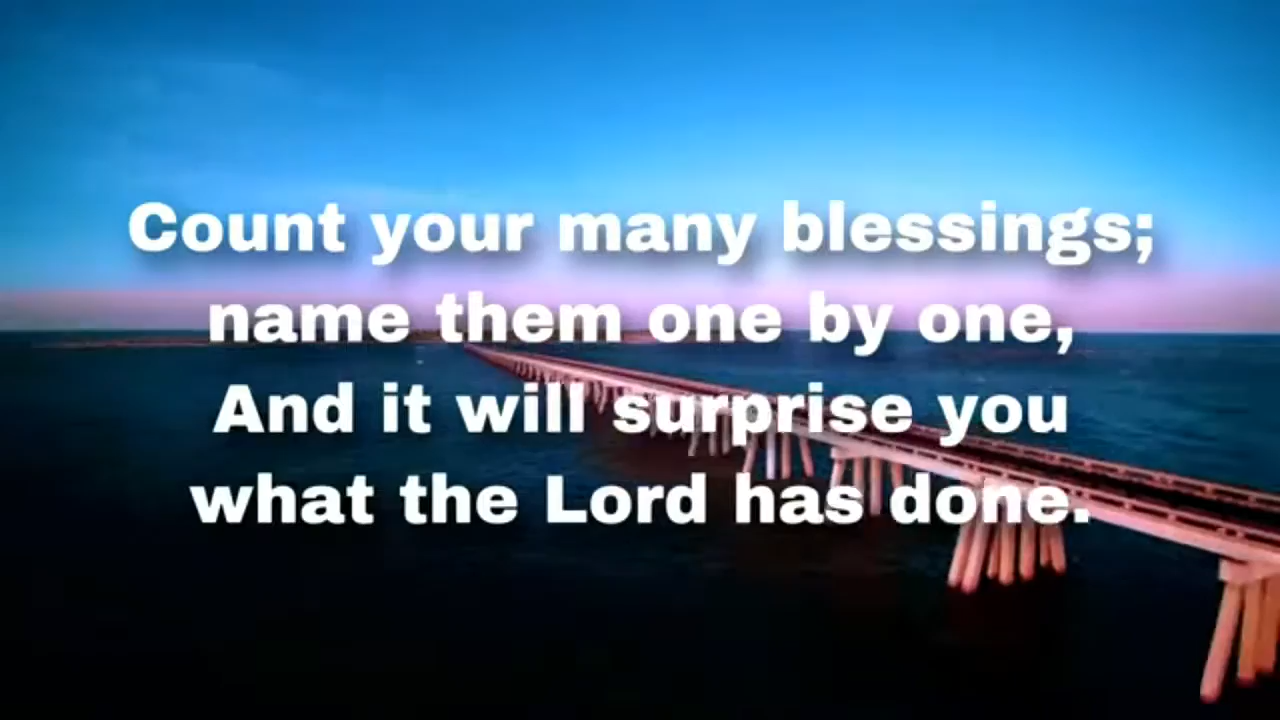 Count your many blessings;
name them one by one,
And it will surprise you
what the Lord has done.